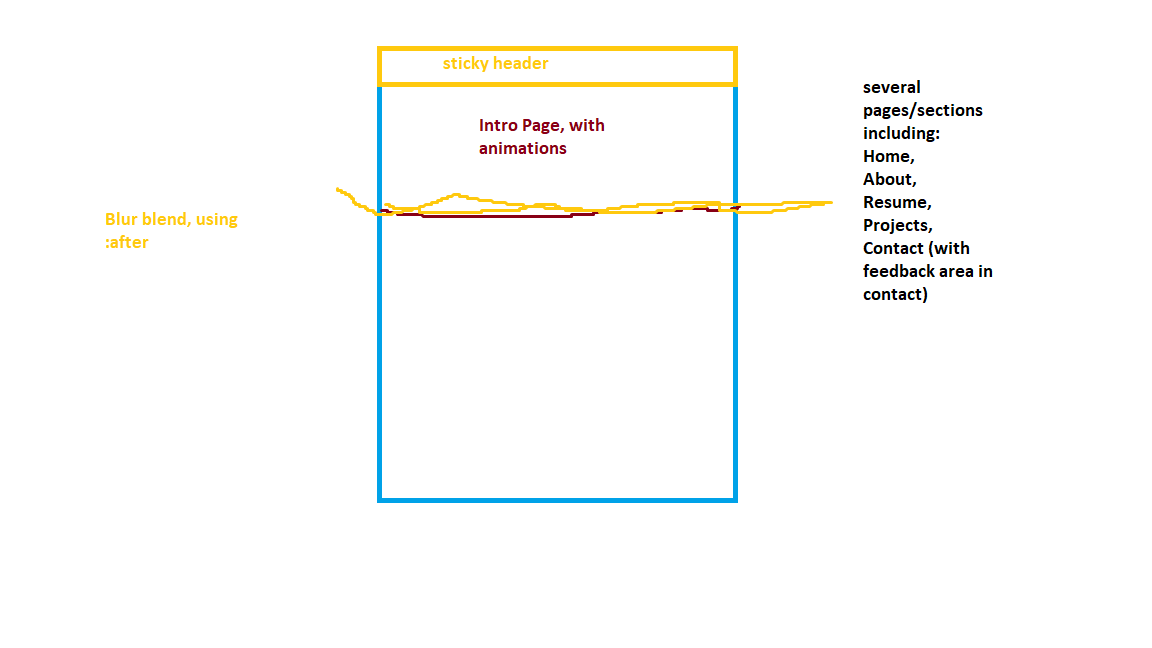 sticky header
Intro Page, with
animations
Blur blend, using
:after
several
pages/sections
including:
Home,
About,
Resume,
Projects,
Contact (with
feedback area in
contact)